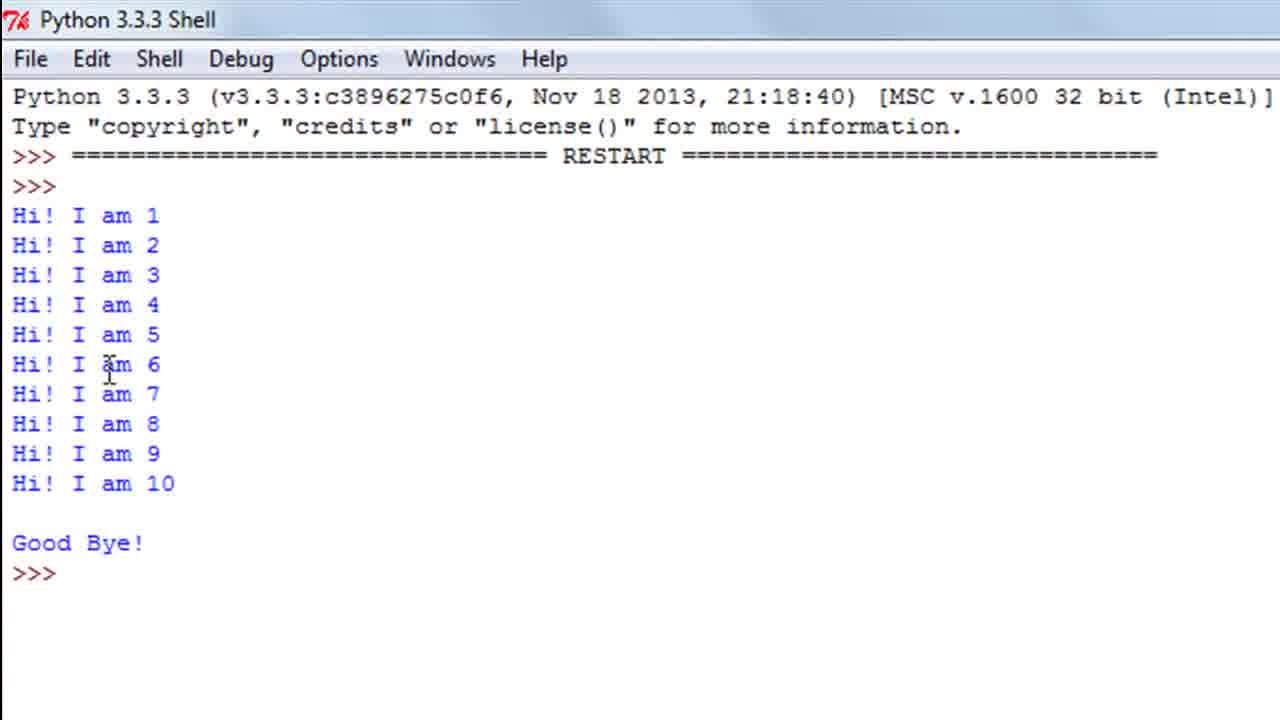 Python 3.3.3 Shell
File Edit Shell Debug Options Windows Help
Python 3.3.3 (v3.3.3:c3896275c0f6, Nov 18 2013, 21:18:40) [MSC v.1600 32 bit (Intel)]
Type "copyright", "credits" or "license()" for more information.
>>> ================================ RESTART ================================
>>>
Hi! I am 1
Hi! I am 2
Hi! I am 3
Hi! I am 4
Hi! I am 5
Hi! I am 6
Hi! I am 7
Hi! I am 8
Hi! I am 9
Hi! I am 10
Good Bye!
>>>